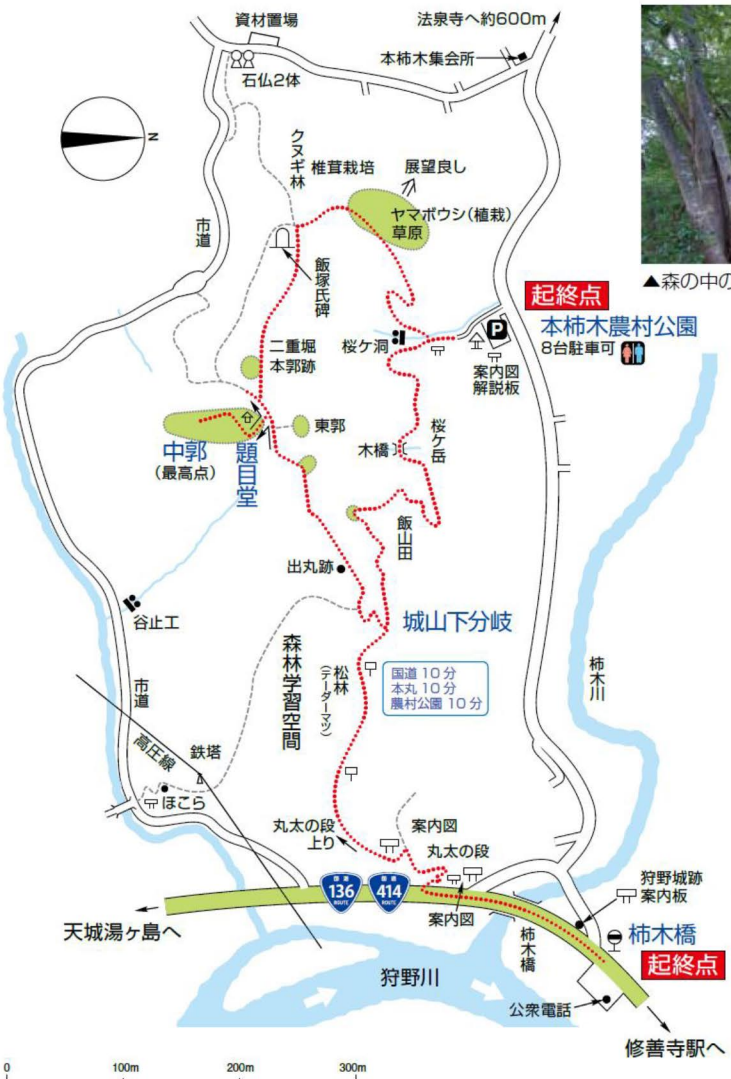 資材置場
法泉寺へ約600m
本柿木集会所
石仏2体
N
クヌギ林
椎茸栽培
展望良し
ヤマボウシ(植栽)
草原
市道
飯塚氏碑
▲森の中の
起終点
P
本柿木農村公園
8台駐車可
案内図
解説板
桜ケ洞
二重堀
本郭跡
東郭
中郭
(最高点)
題目堂
木橋
桜ケ岳
飯山田
出丸跡
谷止工
城山下分岐
森林学習空間
松林
(テーダーマツ)
国道 10分
本丸 10分
農村公園 10分
柿木川
市道
高圧線
鉄塔
ほこら
丸太の段
上り
案内図
丸太の段
狩野城跡
案内板
国道
136
ROUTE
国道
414
ROUTE
案内図
柿木橋
柿木橋
起終点
天城湯ヶ島へ
狩野川
公衆電話
修善寺駅へ
0 100m 200m 300m